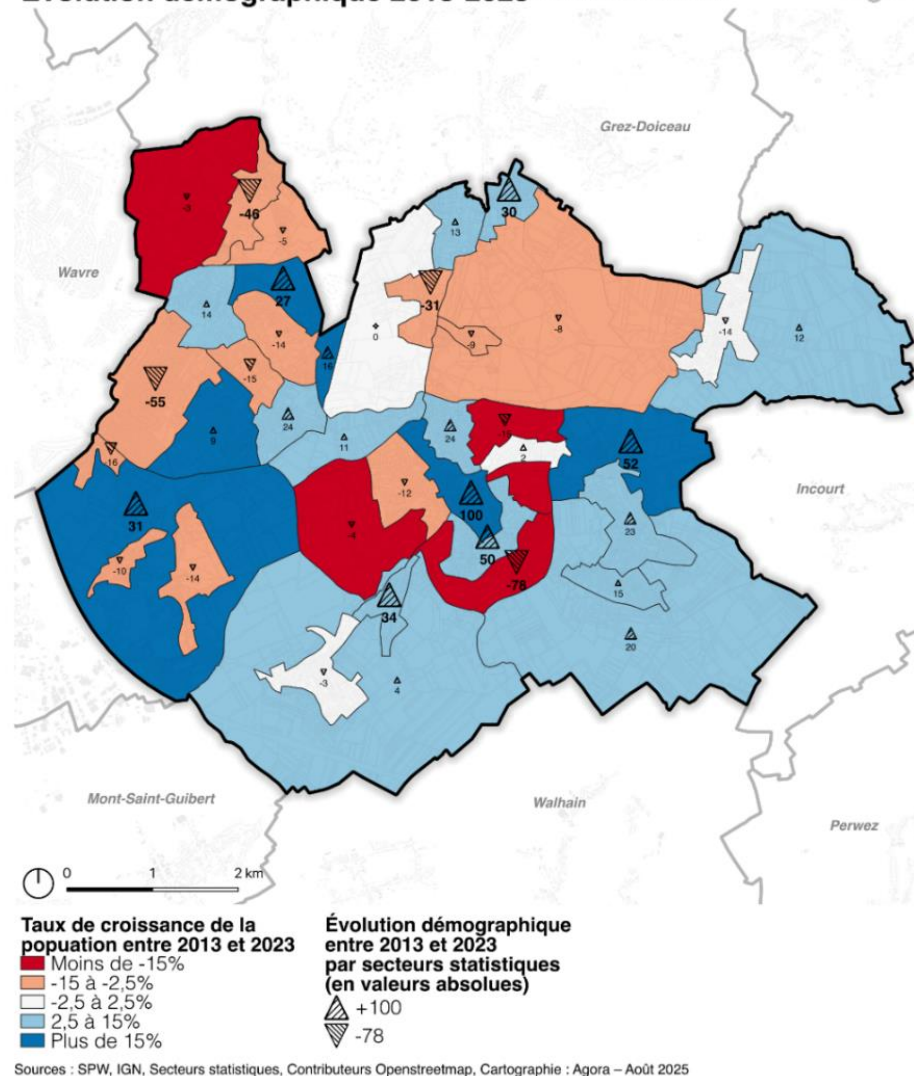 Évolution démographique 2013-2023
Grez-Doiceau
-46
30
-3
13
-5
Wavre
27
-31
14
0
-14
-8
-14
12
-9
16
-15
-55
24
24
9
11
2
52
-16
Incourt
-12
100
31
23
-4
50
-78
-10
-14
15
34
20
-3
4
Mont-Saint-Guibert
Walhain
Perwez
0 1 2 km
Taux de croissance de la
popuation entre 2013 et 2023
Moins de -15%
-15 à -2,5%
-2,5 à 2,5%
2,5 à 15%
Plus de 15%
Évolution démographique
entre 2013 et 2023
par secteurs statistiques
(en valeurs absolues)
+100
-78
Sources : SPW, IGN, Secteurs statistiques, Contributeurs Openstreetmap, Cartographie : Agora – Août 2025